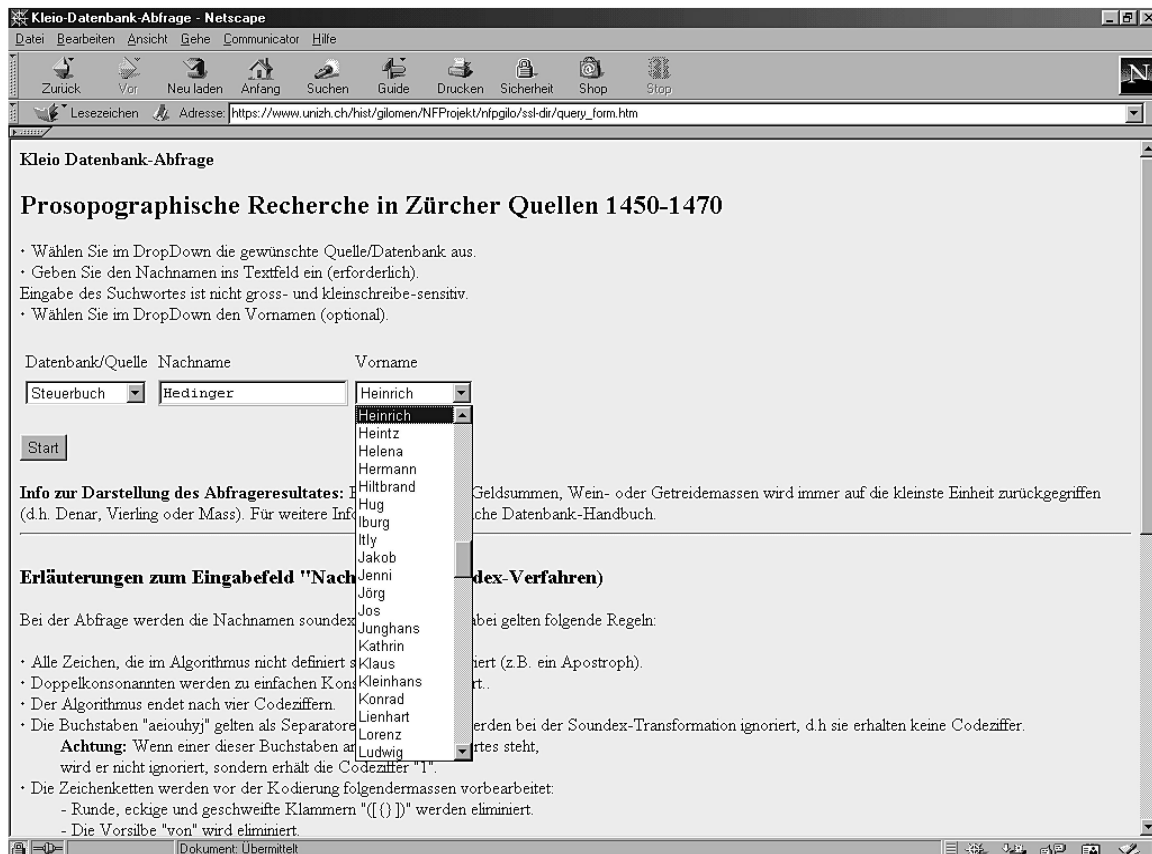 Kleio-Datenbank-Abfrage - Netscape
Datei Bearbeiten Ansicht Gehe Communicator Hilfe
Zurück Vor Neu laden Anfang Suchen Guide Drucken Sicherheit Shop Stop
N
Lesezeichen Adresse: https://www.unizh.ch/hist/gilomen/NFProjekt/nfpgilo/ssl-dir/query_form.htm
Kleio Datenbank-Abfrage
Prosopographische Recherche in Zürcher Quellen 1450-1470
· Wählen Sie im DropDown die gewünschte Quelle/Datenbank aus.
· Geben Sie den Nachnamen ins Textfeld ein (erforderlich).
Eingabe des Suchwortes ist nicht gross- und kleinschreibe-sensitiv.
· Wählen Sie im DropDown den Vornamen (optional).
Datenbank/Quelle Nachname Vorname
Steuerbuch Hedinger Heinrich
Heinrich
Heintz
Helena
Hermann
Hiltbrand
Hug
Iburg
Itly
Jakob
Jenni
Jörg
Jos
Junghans
Kathrin
Klaus
Kleinhans
Konrad
Lienhart
Lorenz
Ludwig
Start
Info zur Darstellung des Abfrageresultates: Geldsummen, Wein- oder Getreidemassen wird immer auf die kleinste Einheit zurückgegriffen
(d.h. Denar, Vierling oder Mass). Für weitere Inf che Datenbank-Handbuch.
Erläuterungen zum Eingabefeld "Nach dex-Verfahren)
Bei der Abfrage werden die Nachnamen soundex abei gelten folgende Regeln:
· Alle Zeichen, die im Algorithmus nicht definiert s iert (z.B. ein Apostroph).
· Doppelkonsonannten werden zu einfachen Kons rt..
· Der Algorithmus endet nach vier Codeziffern.
· Die Buchstaben "aeiouhyj" gelten als Separatore erden bei der Soundex-Transformation ignoriert, d.h sie erhalten keine Codeziffer.
Achtung: Wenn einer dieser Buchstaben an rtes steht,
wird er nicht ignoriert, sondern erhält die Codeziffer "1".
· Die Zeichenketten werden vor der Kodierung folgendermassen vorbearbeitet:
- Runde, eckige und geschweifte Klammern "([{}])" werden eliminiert.
- Die Vorsilbe "von" wird eliminiert.
Dokument: Übermittelt